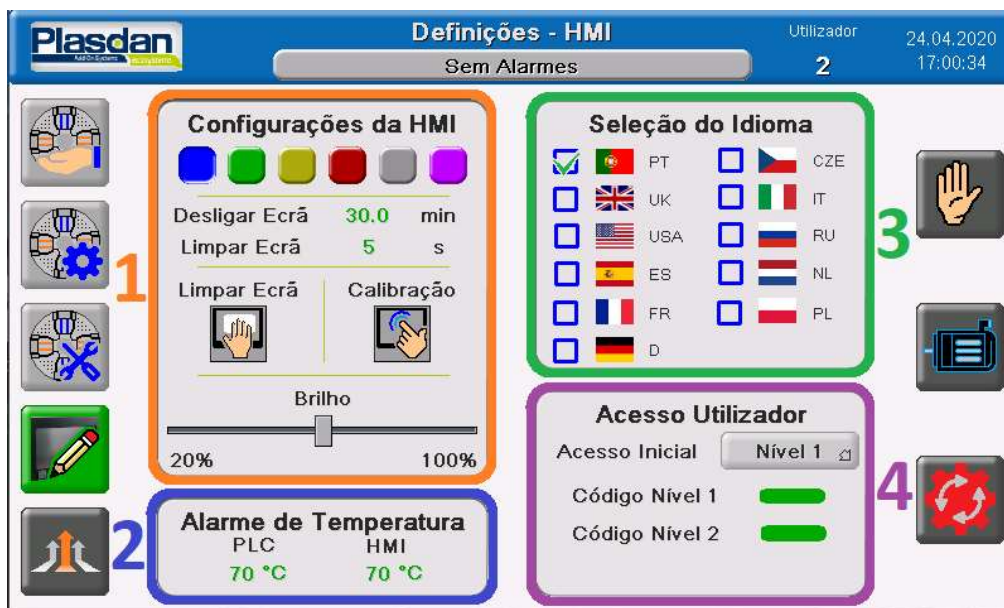 Plasdan
Definições - HMI
Sem Alarmes
Utilizador
2
24.04.2020
17:00:34
1
Configurações da HMI
Desligar Ecrã 30.0 min
Limpar Ecrã 5 s
Limpar Ecrã Calibração
Brilho
20% 100%
2
Alarme de Temperatura
PLC HMI
70 °C 70 °C
Seleção do Idioma
PT CZE
UK IT
USA RU
ES NL
FR PL
D
3
Acesso Utilizador
Acesso Inicial Nível 1
Código Nível 1
Código Nível 2
4